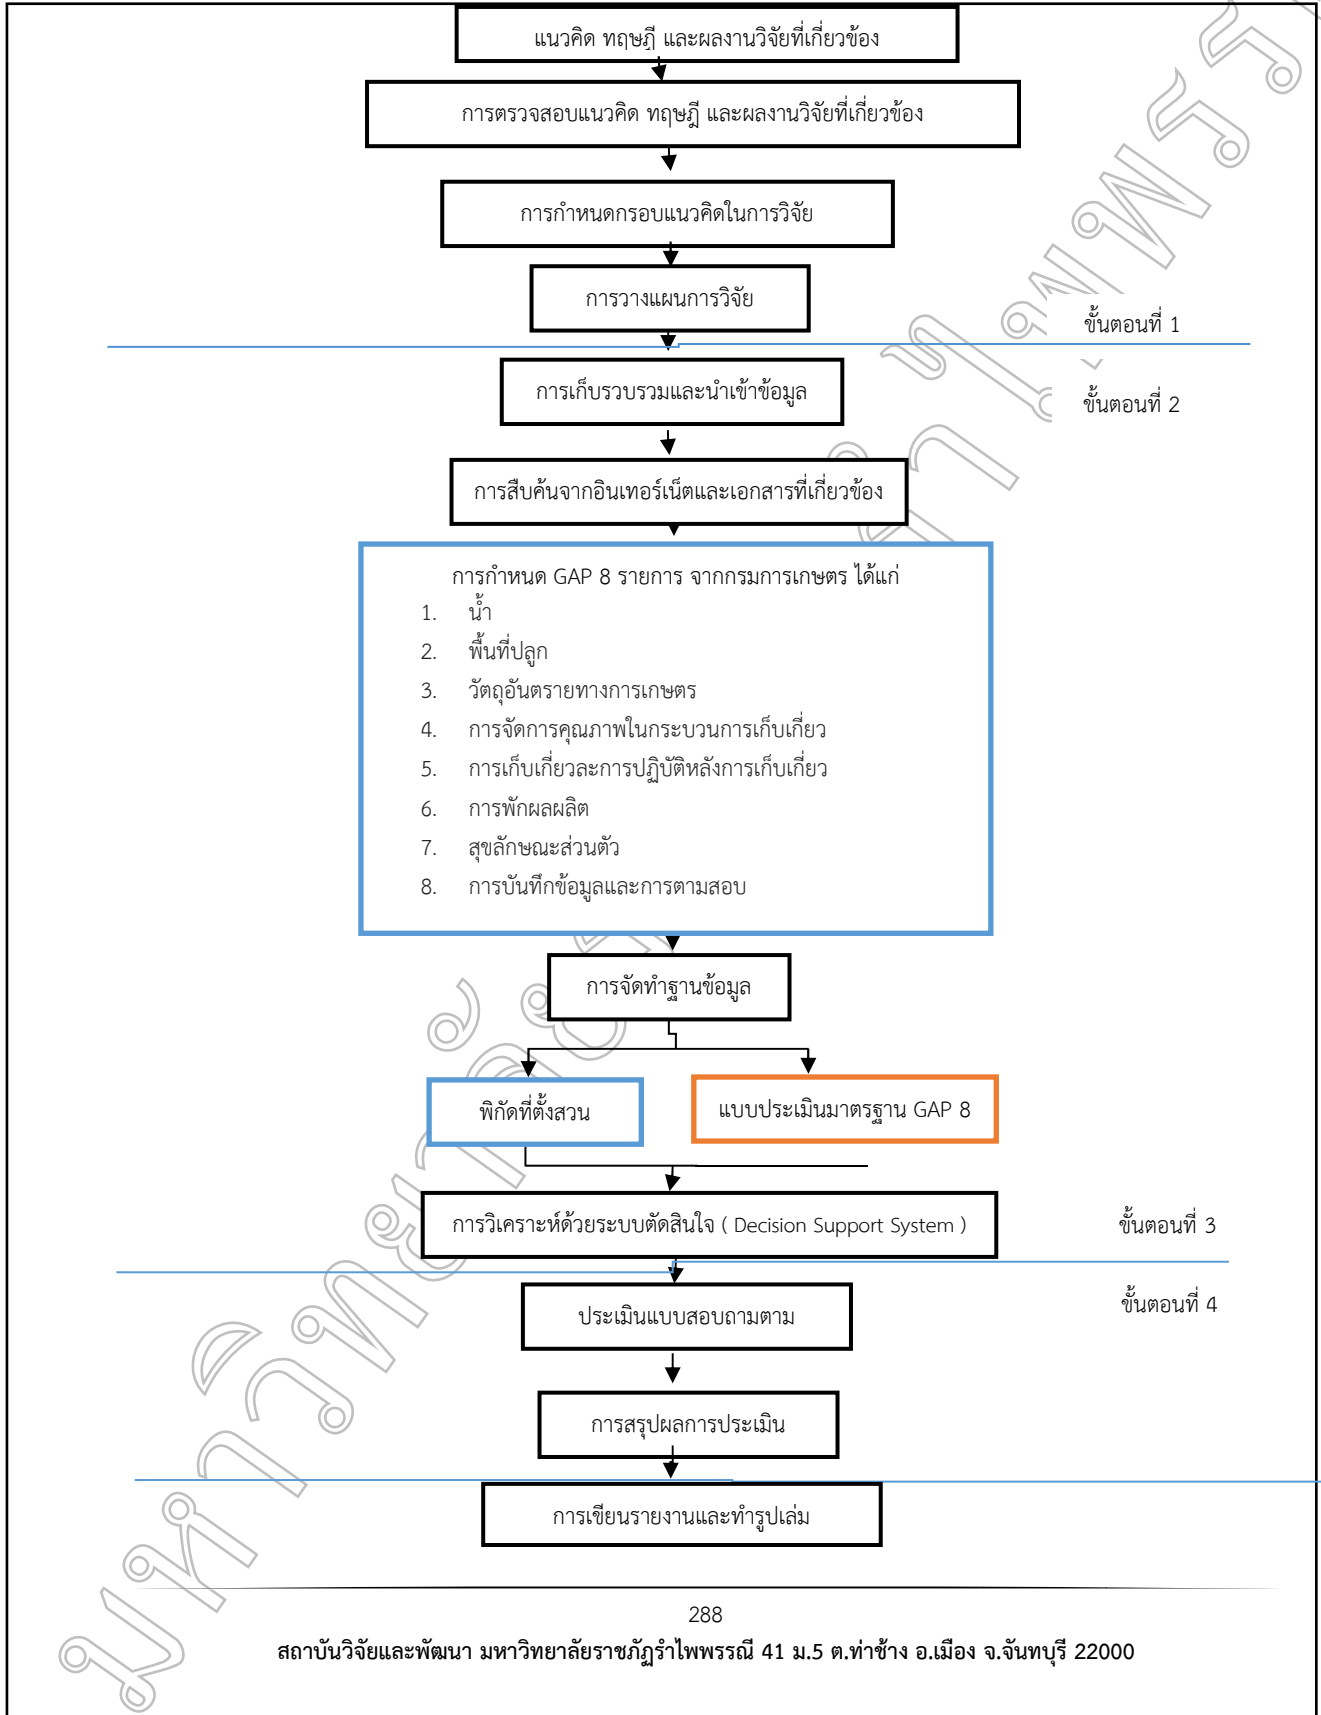 แนวคิด ทฤษฎี และผลงานวิจัยที่เกี่ยวข้อง
การตรวจสอบแนวคิด ทฤษฎี และผลงานวิจัยที่เกี่ยวข้อง
การกำหนดกรอบแนวคิดในการวิจัย
การวางแผนการวิจัย
ขั้นตอนที่ 1
การเก็บรวบรวมและนำเข้าข้อมูล
ขั้นตอนที่ 2
การสืบค้นจากอินเทอร์เน็ตและเอกสารที่เกี่ยวข้อง
การกำหนด GAP 8 รายการ จากกรมการเกษตร ได้แก่
1. น้ำ
2. พื้นที่ปลูก
3. วัตถุอันตรายทางการเกษตร
4. การจัดการคุณภาพในกระบวนการเก็บเกี่ยว
5. การเก็บเกี่ยวละการปฏิบัติหลังการเก็บเกี่ยว
6. การพักผลผลิต
7. สุขลักษณะส่วนตัว
8. การบันทึกข้อมูลและการตามสอบ
การจัดทำฐานข้อมูล
พิกัดที่ตั้งสวน
แบบประเมินมาตรฐาน GAP 8
การวิเคราะห์ด้วยระบบตัดสินใจ ( Decision Support System )
ขั้นตอนที่ 3
ขั้นตอนที่ 4
ประเมินแบบสอบถามตาม
การสรุปผลการประเมิน
การเขียนรายงานและทำรูปเล่ม
288
สถาบันวิจัยและพัฒนา มหาวิทยาลัยราชภัฏรำไพพรรณี 41 ม.5 ต.ท่าช้าง อ.เมือง จ.จันทบุรี 22000